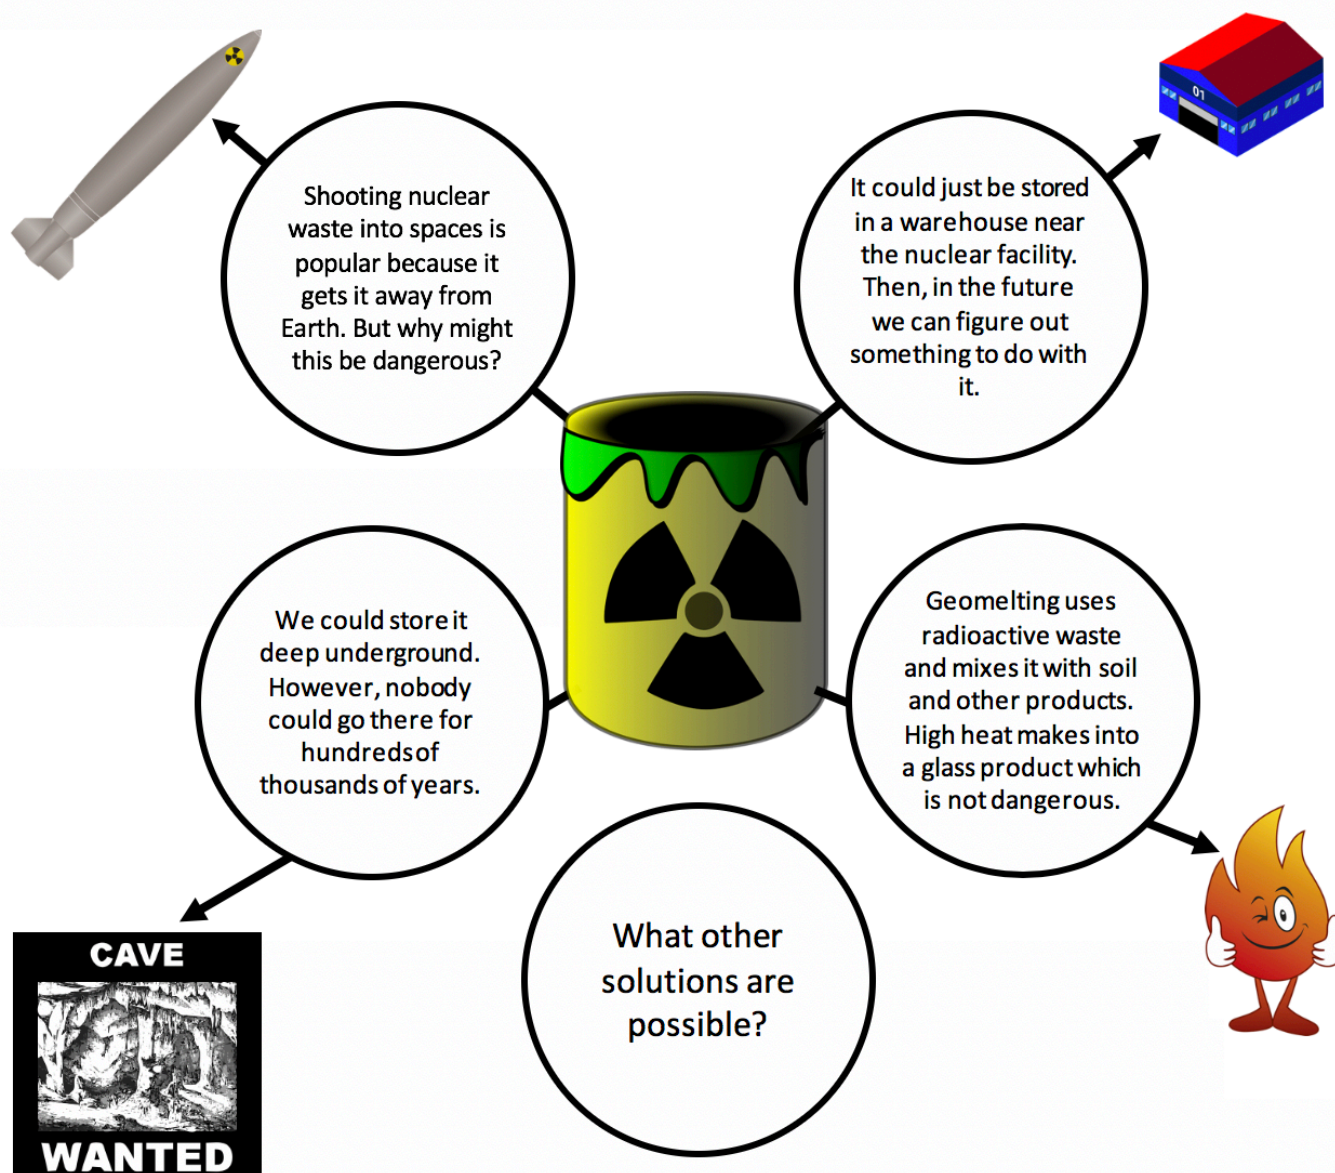 Shooting nuclear
waste into spaces is
popular because it
gets it away from
Earth. But why might
this be dangerous?
01
It could just be stored
in a warehouse near
the nuclear facility.
Then, in the future
we can figure out
something to do with
it.
We could store it
deep underground.
However, nobody
could go there for
hundreds of
thousands of years.
Geomelting uses
radioactive waste
and mixes it with soil
and other products.
High heat makes into
a glass product which
is not dangerous.
What other
solutions are
possible?
CAVE
WANTED